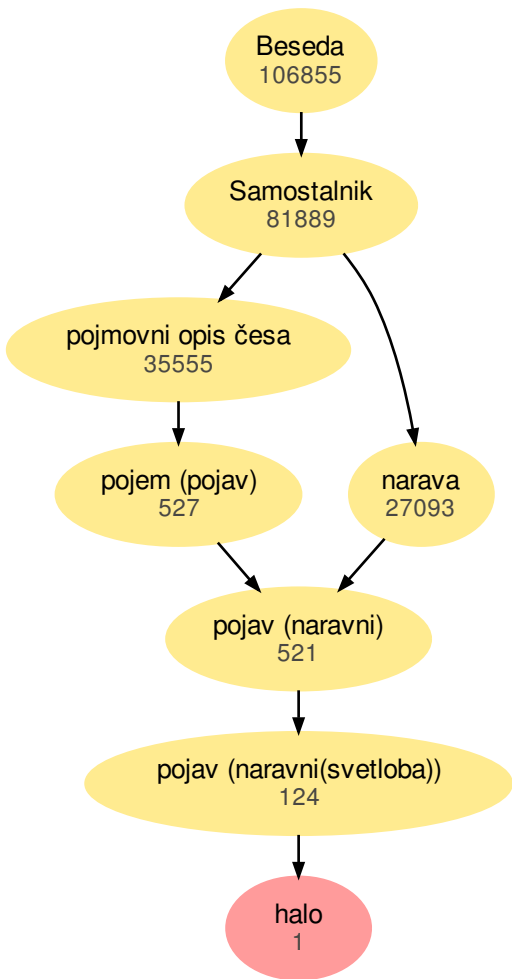 Beseda
106855
Samostalnik
81889
pojmovni opis česa
35555
pojem (pojav)
527
narava
27093
pojav (naravni)
521
pojav (naravni(svetloba))
124
halo
1